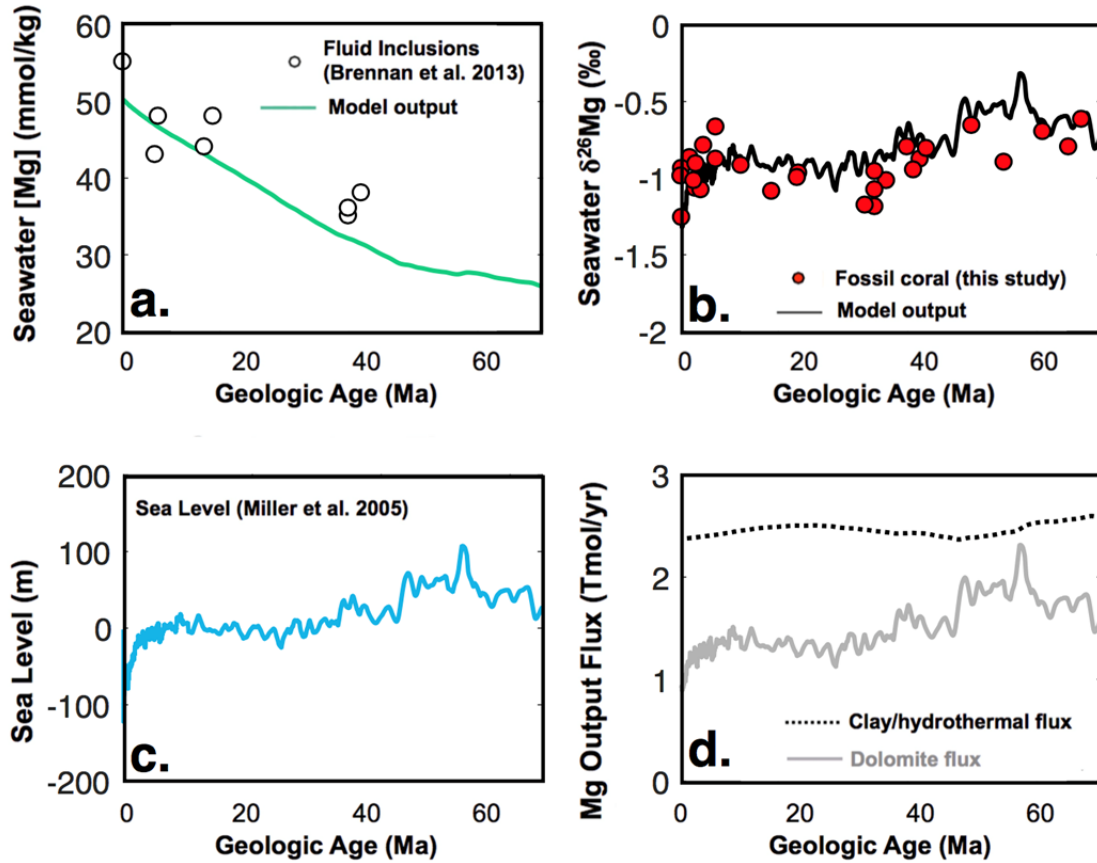 60
50
40
30
20
0
20
40
60
Seawater [Mg] (mmol/kg)
Geologic Age (Ma)
Fluid Inclusions
(Brennan et al. 2013)
Model output
a.
0
-0.5
-1
-1.5
-2
0
20
40
60
Seawater δ26Mg (‰)
Geologic Age (Ma)
Fossil coral (this study)
Model output
b.
200
100
0
-100
-200
0
20
40
60
Sea Level (m)
Geologic Age (Ma)
Sea Level (Miller et al. 2005)
c.
3
2
1
0
0
20
40
60
Mg Output Flux (Tmol/yr)
Geologic Age (Ma)
Clay/hydrothermal flux
Dolomite flux
d.